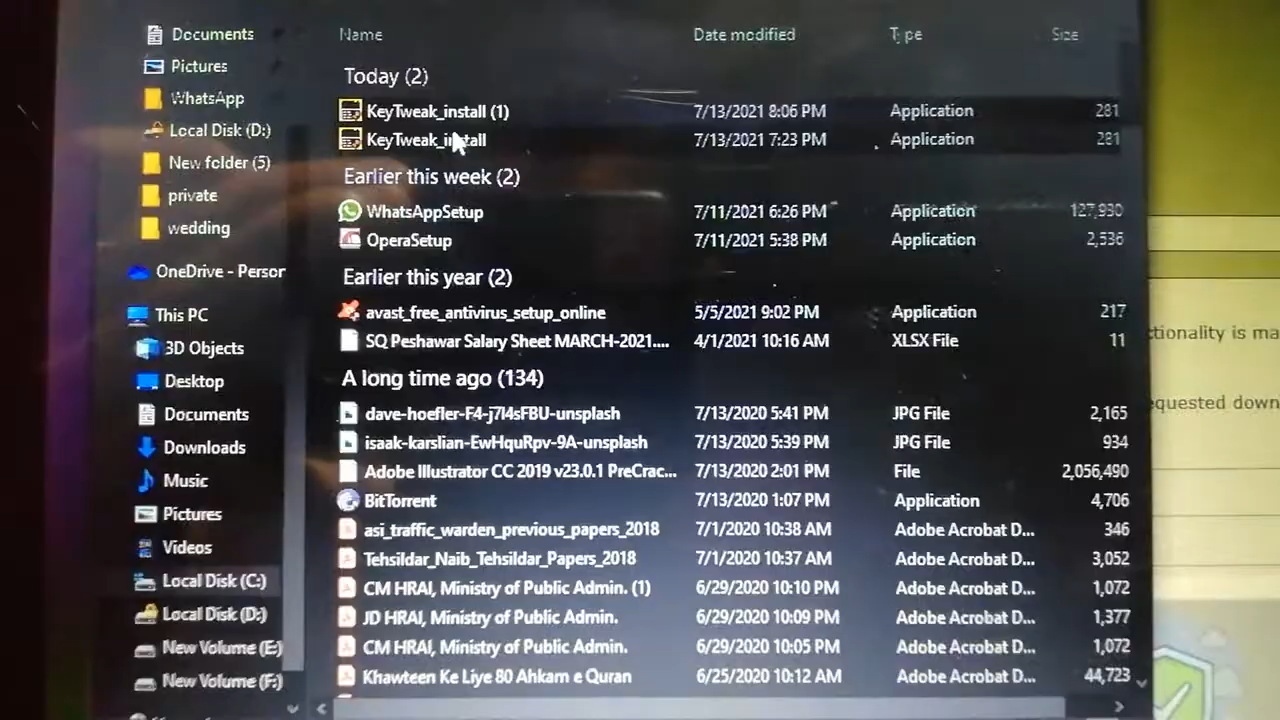 Documents
Pictures
WhatsApp
Local Disk (D:)
New folder (5)
private
wedding
OneDrive - Persor
This PC
3D Objects
Desktop
Documents
Downloads
Music
Pictures
Videos
Local Disk (C:)
Local Disk (D:)
New Volume (E:)
New Volume (F:)
Name Date modified Type Size
Today (2)
KeyTweak_install (1) 7/13/2021 8:06 PM Application 281
KeyTweak_install 7/13/2021 7:23 PM Application 281
Earlier this week (2)
WhatsAppSetup 7/11/2021 6:26 PM Application 127,930
OperaSetup 7/11/2021 5:38 PM Application 2,536
Earlier this year (2)
avast_free_antivirus_setup_online 5/5/2021 9:02 PM Application 217
SQ Peshawar Salary Sheet MARCH-2021.... 4/1/2021 10:16 AM XLSX File 11
A long time ago (134)
dave-hoefler-F4-j7I4sFBU-unsplash 7/13/2020 5:41 PM JPG File 2,165
isaak-karslian-EwHquRpv-9A-unsplash 7/13/2020 5:39 PM JPG File 934
Adobe Illustrator CC 2019 v23.0.1 PreCrac... 7/13/2020 2:01 PM File 2,056,490
BitTorrent 7/13/2020 1:07 PM Application 4,706
asi_traffic_warden_previous_papers_2018 7/1/2020 10:38 AM Adobe Acrobat D... 346
Tehsildar_Naib_Tehsildar_Papers_2018 7/1/2020 10:37 AM Adobe Acrobat D... 3,052
CM HRAI, Ministry of Public Admin. (1) 6/29/2020 10:10 PM Adobe Acrobat D... 1,072
JD HRAI, Ministry of Public Admin. 6/29/2020 10:09 PM Adobe Acrobat D... 1,377
CM HRAI, Ministry of Public Admin. 6/29/2020 10:05 PM Adobe Acrobat D... 1,072
Khawteen Ke Liye 80 Ahkam e Quran 6/25/2020 10:12 AM Adobe Acrobat D... 44,723
ctionality is ma
equested down